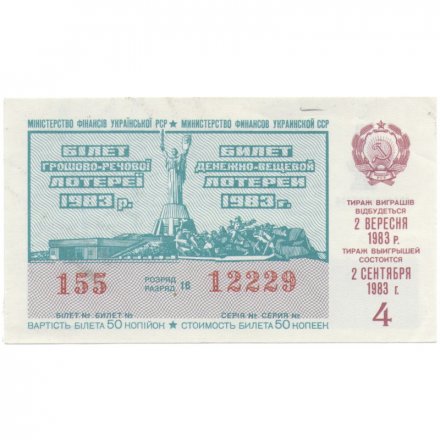 МІНІСТЕРСТВО ФІНАНСІВ УКРАЇНСЬКОЇ РСР ★ МИНИСТЕРСТВО ФИНАНСОВ УКРАИНСКОЙ ССР
БІЛЕТ
ГРОШОВО-РЕЧОВОЇ
ЛОТЕРЕЇ
1983 р.
БИЛЕТ
ДЕНЕЖНО-ВЕЩЕВОЙ
ЛОТЕРЕИ
1983 г.
ТИРАЖ ВИГРАШІВ
ВІДБУДЕТЬСЯ
2 ВЕРЕСНЯ
1983 р.
ТИРАЖ ВЫИГРЫШЕЙ
СОСТОИТСЯ
2 СЕНТЯБРЯ
1983 г.
4
155 РОЗРЯД РАЗРЯД 16 12229
БІЛЕТ № БИЛЕТ № СЕРІЯ № СЕРИЯ №
ВАРТІСТЬ БІЛЕТА 50 КОПІЙОК ★ СТОИМОСТЬ БИЛЕТА 50 КОПЕЕК